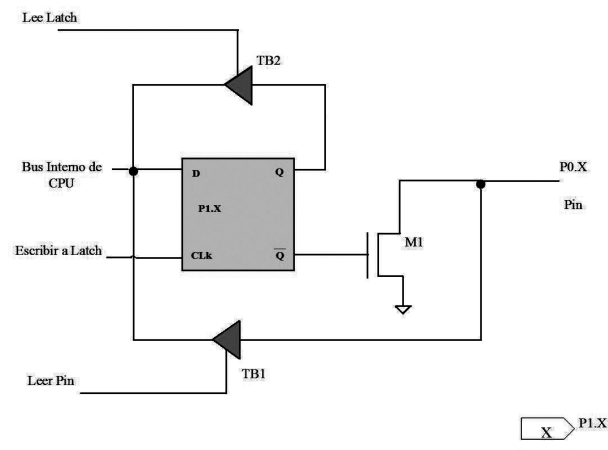 Lee Latch
TB2
Bus Interno de
CPU
D
Q
P0.X
P1.X
Pin
M1
Escribir a Latch
CLk
Q
TB1
Leer Pin
X
P1.X